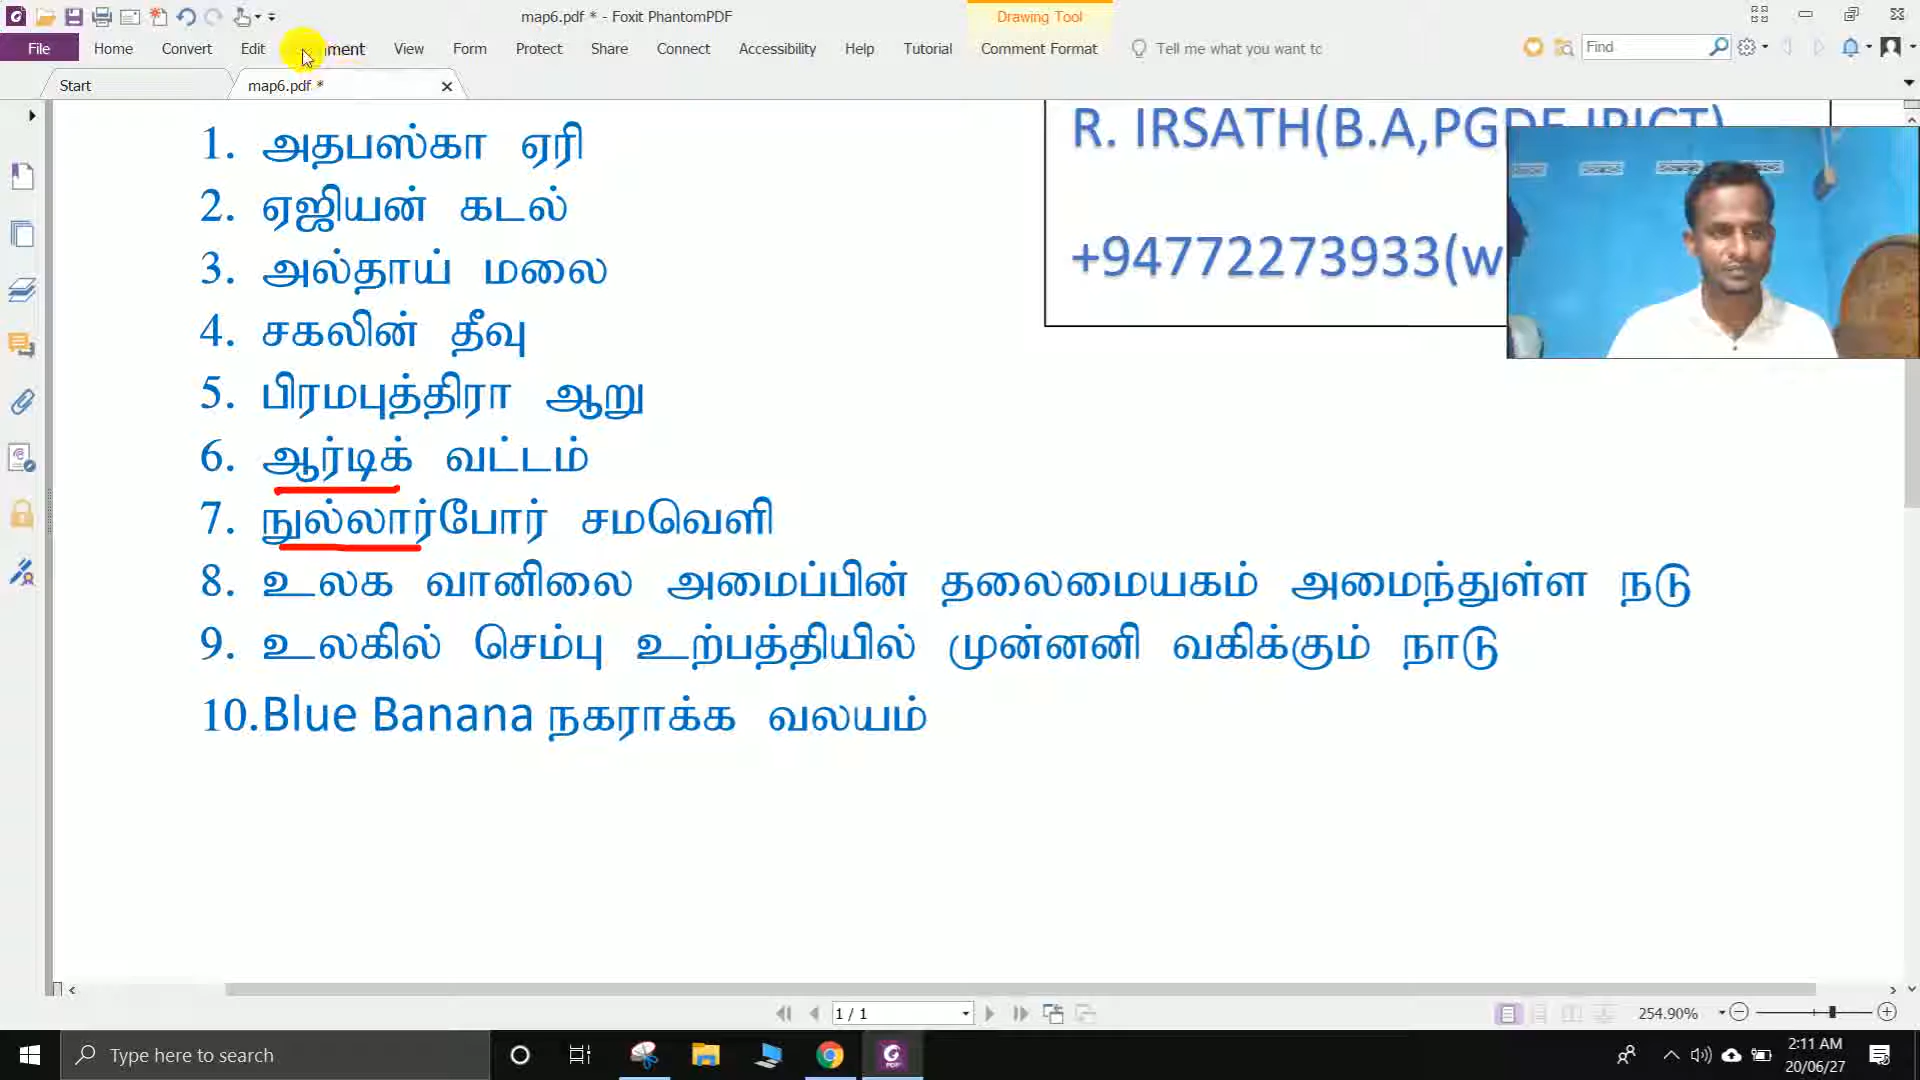 map6.pdf * - Foxit PhantomPDF
Drawing Tool
File Home Convert Edit View Form Protect Share Connect Accessibility Help Tutorial Comment Format Tell me what you want to Find
Start map6.pdf *
R. IRSATH(B.A,PGDE,
+94772273933(w
1. அதபஸ்கா ஏரி
2. ஏஜியன் கடல்
3. அல்தாய் மலை
4. சகலின் தீவு
5. பிரமபுத்திரா ஆறு
6. ஆர்டிக் வட்டம்
7. நுல்லார்போர் சமவெளி
8. உலக வானிலை அமைப்பின் தலைமையகம் அமைந்துள்ள நடு
9. உலகில் செம்பு உற்பத்தியில் முன்னனி வகிக்கும் நாடு
10.Blue Banana நகராக்க வலயம்
1 / 1
254.90%
Type here to search
2:11 AM
20/06/27